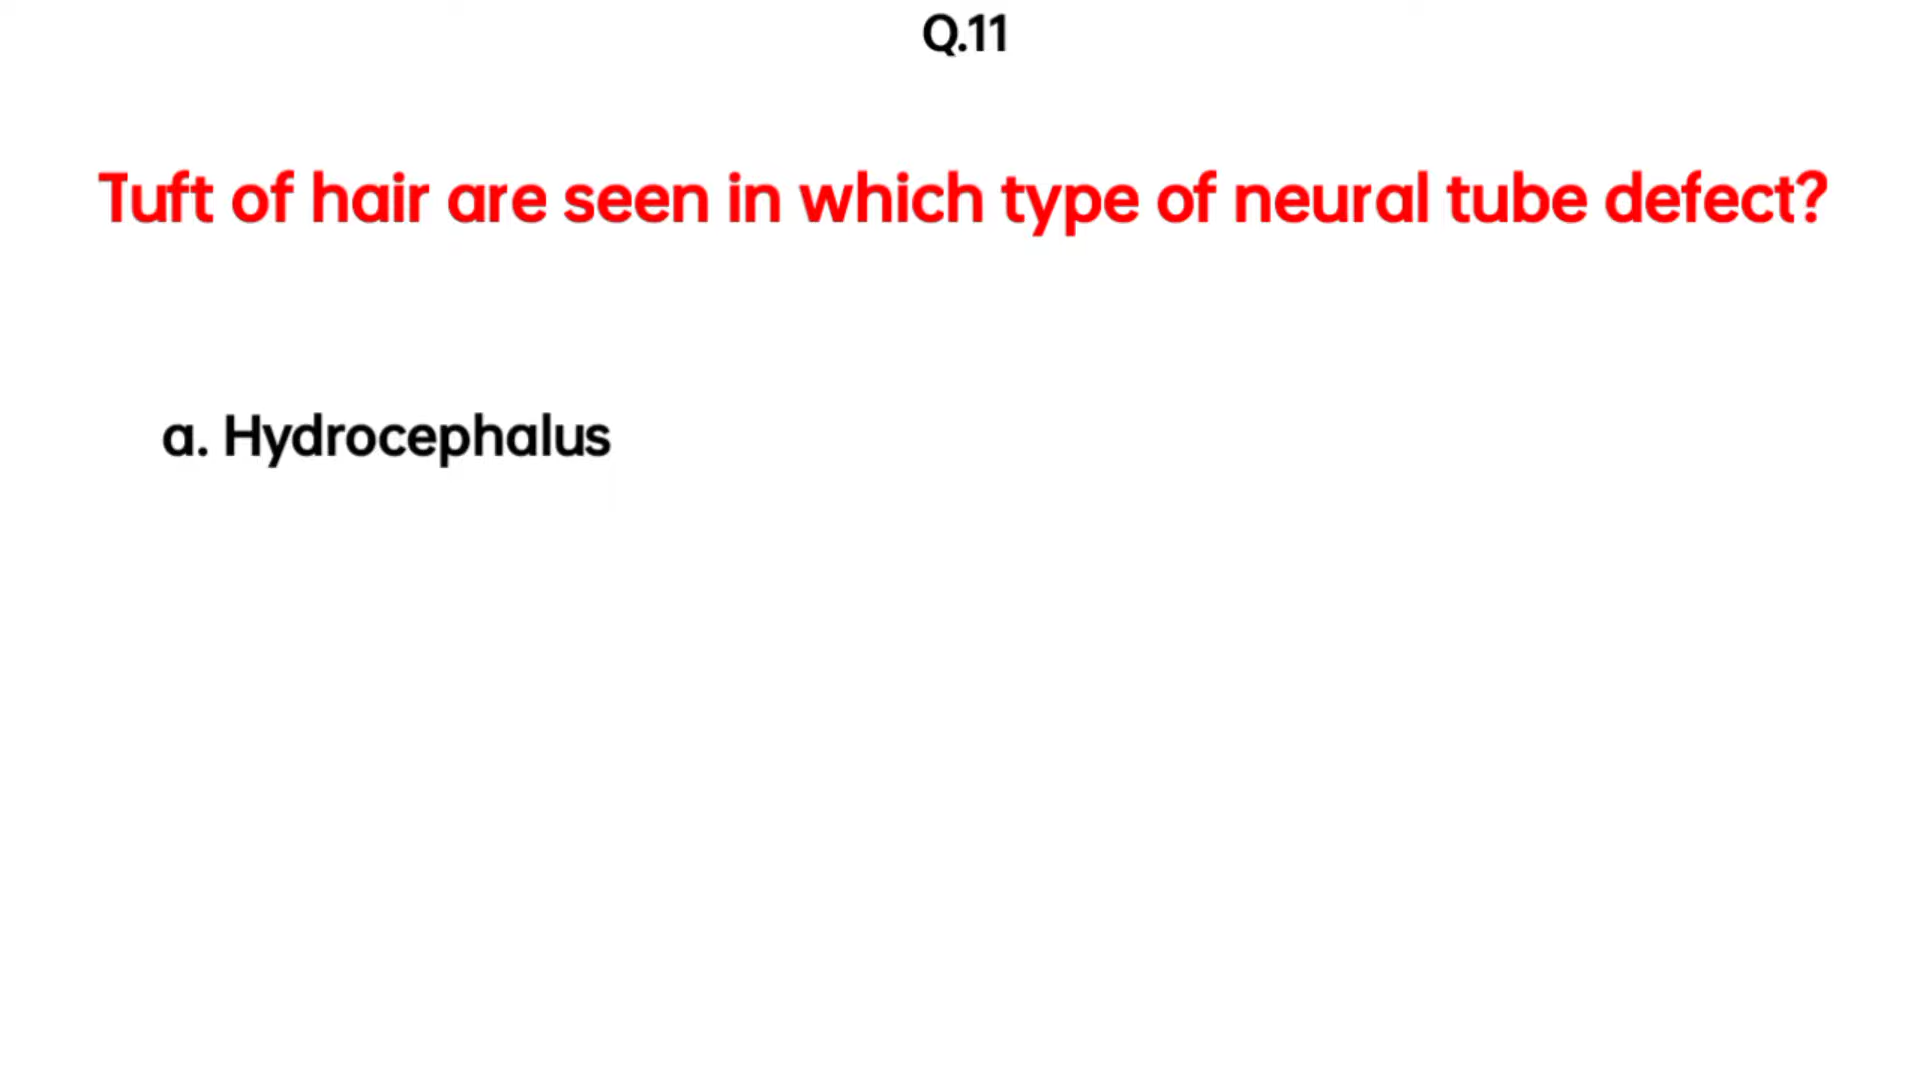 Q.11
Tuft of hair are seen in which type of neural tube defect?
a. Hydrocephalus